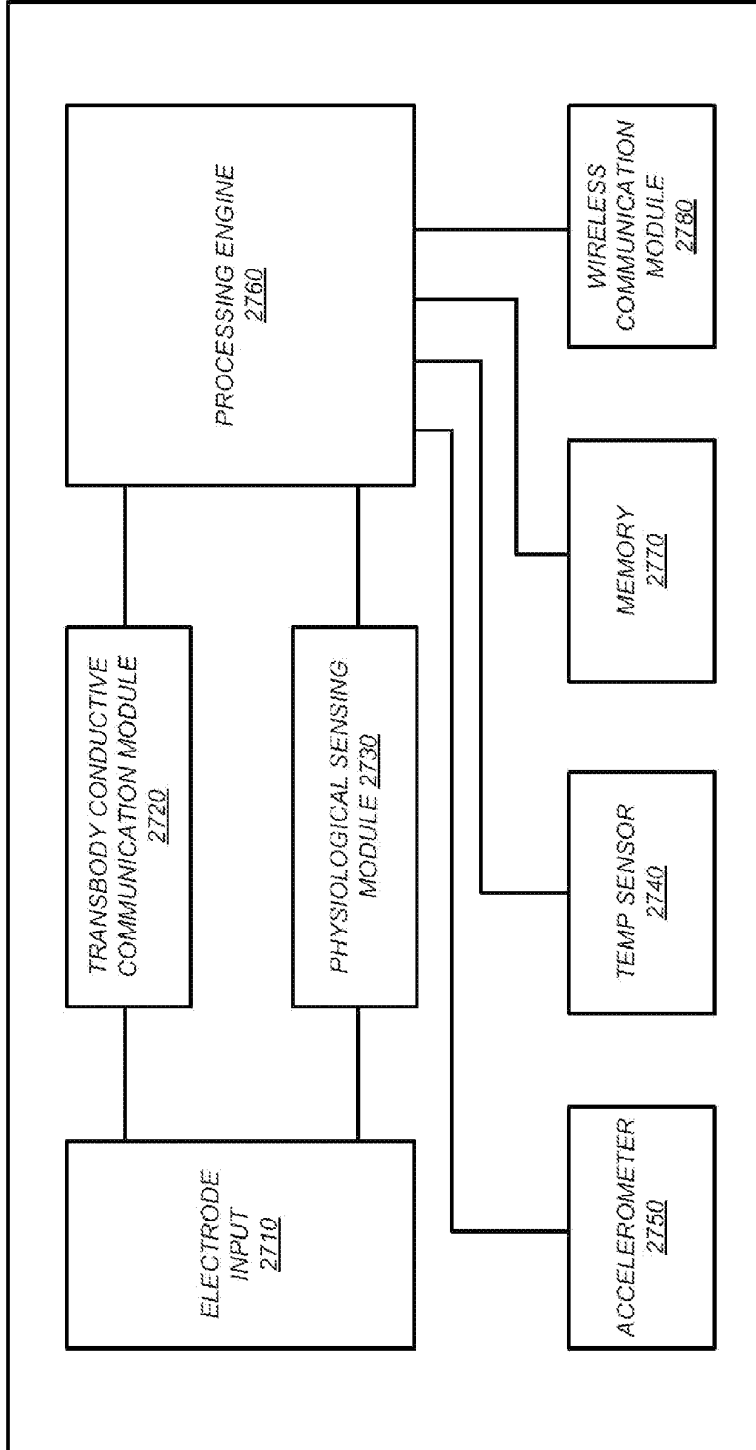 ELECTRODE
INPUT
2710
TRANSBODY CONDUCTIVE
COMMUNICATION MODULE
2720
PHYSIOLOGICAL SENSING
MODULE 2730
PROCESSING ENGINE
2760
ACCELEROMETER
2750
TEMP SENSOR
2740
MEMORY
2770
WIRELESS
COMMUNICATION
MODULE
2780